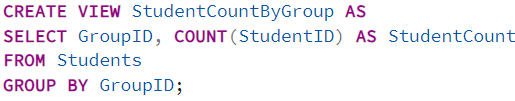 CREATE VIEW StudentCountByGroup AS
SELECT GroupID, COUNT(StudentID) AS StudentCount
FROM Students
GROUP BY GroupID;